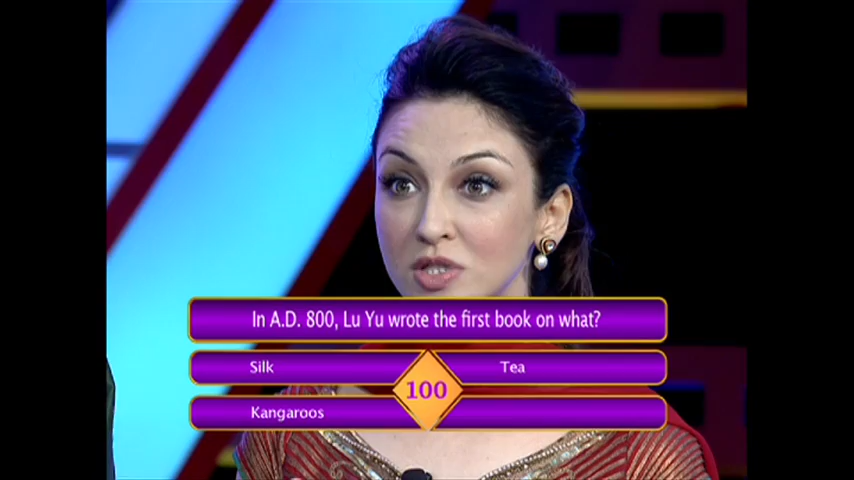 In A.D. 800, Lu Yu wrote the first book on what?
Silk
Tea
100
Kangaroos